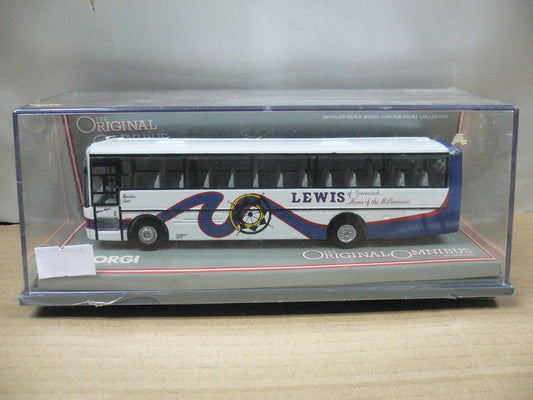 THE
ORIGINAL
OMNIBUS
DETAILED SCALE MODEL FOR THE ADULT COLLECTOR
LEWIS
of Greenwich...
Home of the Millennium
ORGI
ORIGINAL OMNIBUS